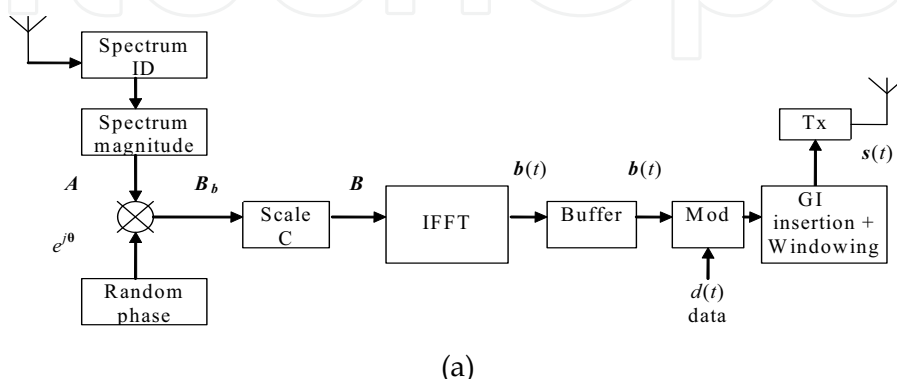 Spectrum
ID
Spectrum
magnitude
Tx
s(t)
A
B_b
B
b(t)
b(t)
e^{jθ}
Scale
C
IFFT
Buffer
Mod
GI
insertion +
Windowing
Random
phase
d(t)
data
(a)